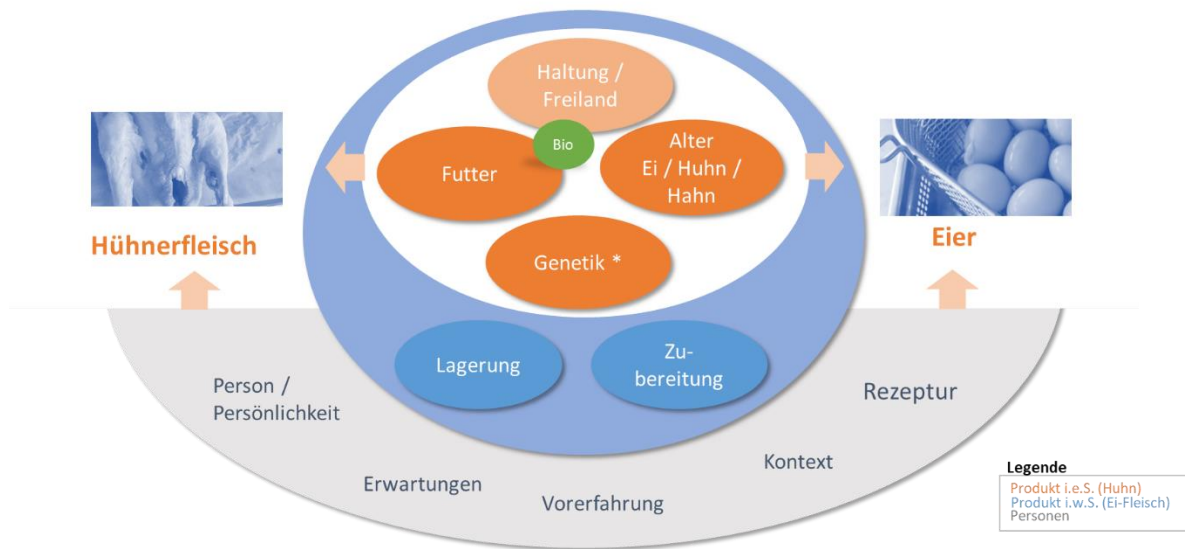 Haltung /
Freiland
Bio
Futter
Alter
Ei / Huhn /
Hahn
Genetik *
Hühnerfleisch
Eier
Lagerung
Zu-
bereitung
Person /
Persönlichkeit
Erwartungen
Vorerfahrung
Kontext
Rezeptur
Legende
Produkt i.e.S. (Huhn)
Produkt i.w.S. (Ei-Fleisch)
Personen